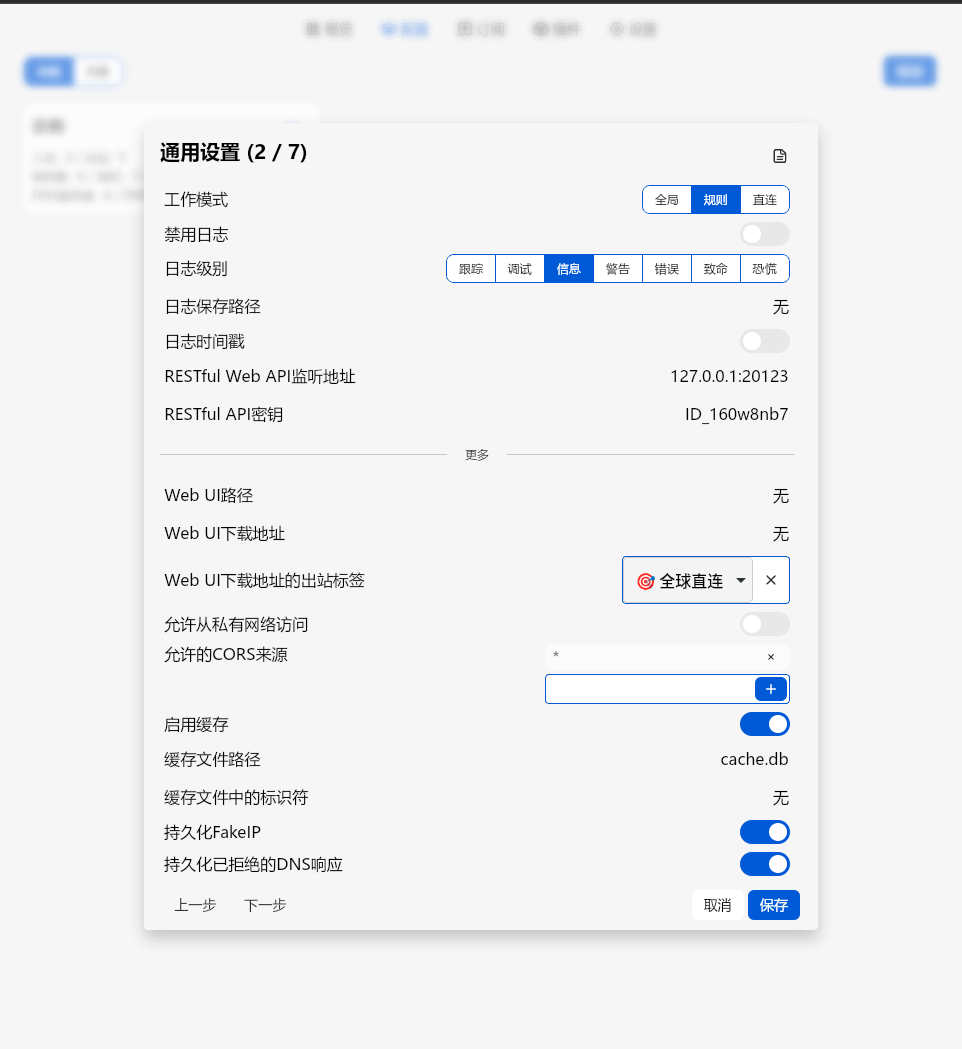 通用设置 (2 / 7)
工作模式 全局 规则 直连
禁用日志
日志级别 跟踪 调试 信息 警告 错误 致命 恐慌
日志保存路径 无
日志时间戳
RESTful Web API监听地址 127.0.0.1:20123
RESTful API密钥 ID_160w8nb7
更多
Web UI路径 无
Web UI下载地址 无
Web UI下载地址的出站标签 🎯 全球直连
允许从私有网络访问
允许的CORS来源 *
启用缓存
缓存文件路径 cache.db
缓存文件中的标识符 无
持久化FakeIP
持久化已拒绝的DNS响应
上一步 下一步 取消 保存